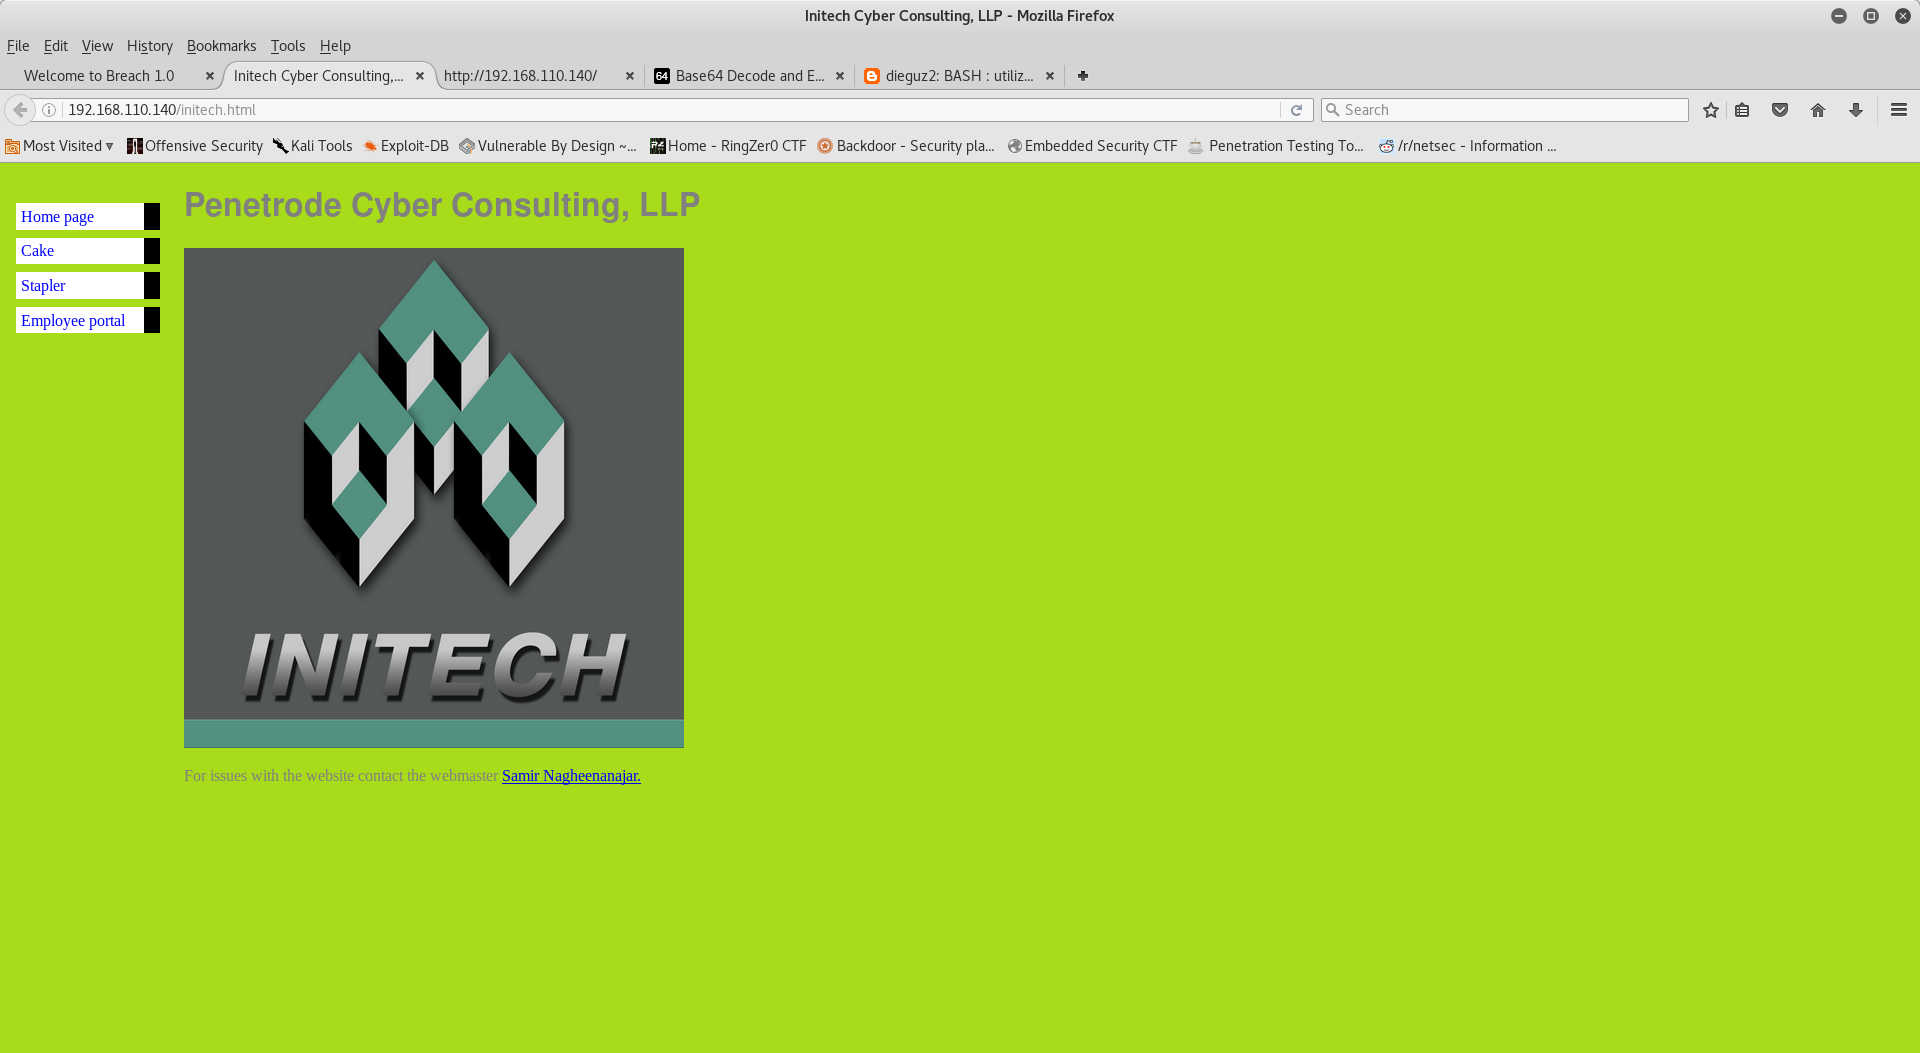 Initech Cyber Consulting, LLP - Mozilla Firefox
File Edit View History Bookmarks Tools Help
Welcome to Breach 1.0 Initech Cyber Consulting,... http://192.168.110.140/ 64 Base64 Decode and E... dieguz2: BASH : utiliz...
192.168.110.140/initech.html Search
Most Visited Offensive Security Kali Tools Exploit-DB Vulnerable By Design ~... Home - RingZer0 CTF Backdoor - Security pla... Embedded Security CTF Penetration Testing To... /r/netsec - Information ...
Penetrode Cyber Consulting, LLP
Home page
Cake
Stapler
Employee portal
INITECH
For issues with the website contact the webmaster Samir Nagheenanajar.